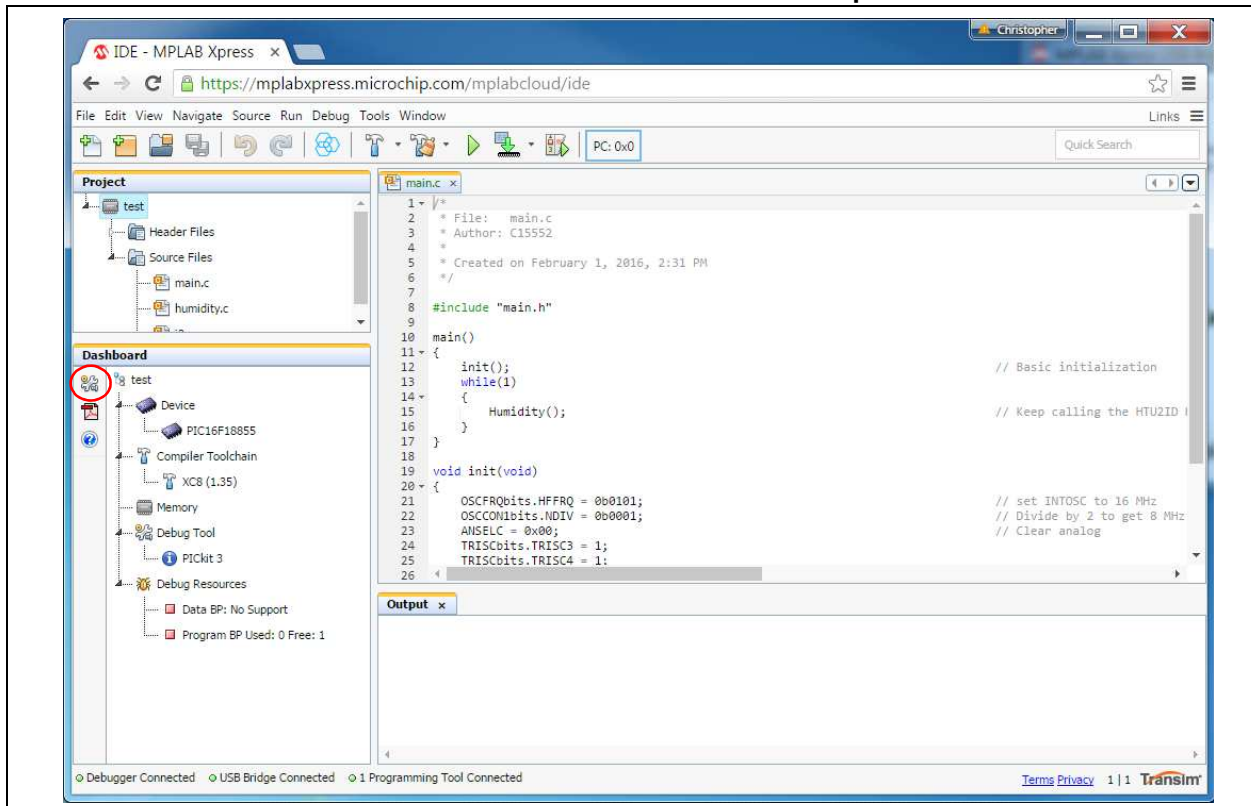 Christopher
IDE - MPLAB Xpress ×
https://mplabxpress.microchip.com/mplabcloud/ide
File Edit View Navigate Source Run Debug Tools Window
Links
PC: 0x0
Quick Search
Project
test
Header Files
Source Files
main.c
humidity.c
Dashboard
test
Device
PIC16F18855
Compiler Toolchain
XC8 (1.35)
Memory
Debug Tool
PICkit 3
Debug Resources
Data BP: No Support
Program BP Used: 0 Free: 1
main.c ×
1 /*
2 * File: main.c
3 * Author: C15552
4 *
5 * Created on February 1, 2016, 2:31 PM
6 */
7
8 #include "main.h"
9
10 main()
11 {
12 init(); // Basic initialization
13 while(1)
14 {
15 Humidity(); // Keep calling the HTU2ID
16 }
17 }
18
19 void init(void)
20 {
21 OSCFRQbits.HFFRQ = 0b0101; // set INTOSC to 16 MHz
22 OSCCON1bits.NDIV = 0b0001; // Divide by 2 to get 8 MHz
23 ANSELC = 0x00; // Clear analog
24 TRISCbits.TRISC3 = 1;
25 TRISCbits.TRISC4 = 1;
26
Output ×
Debugger Connected USB Bridge Connected 1 Programming Tool Connected
Terms Privacy 1|1 Transim